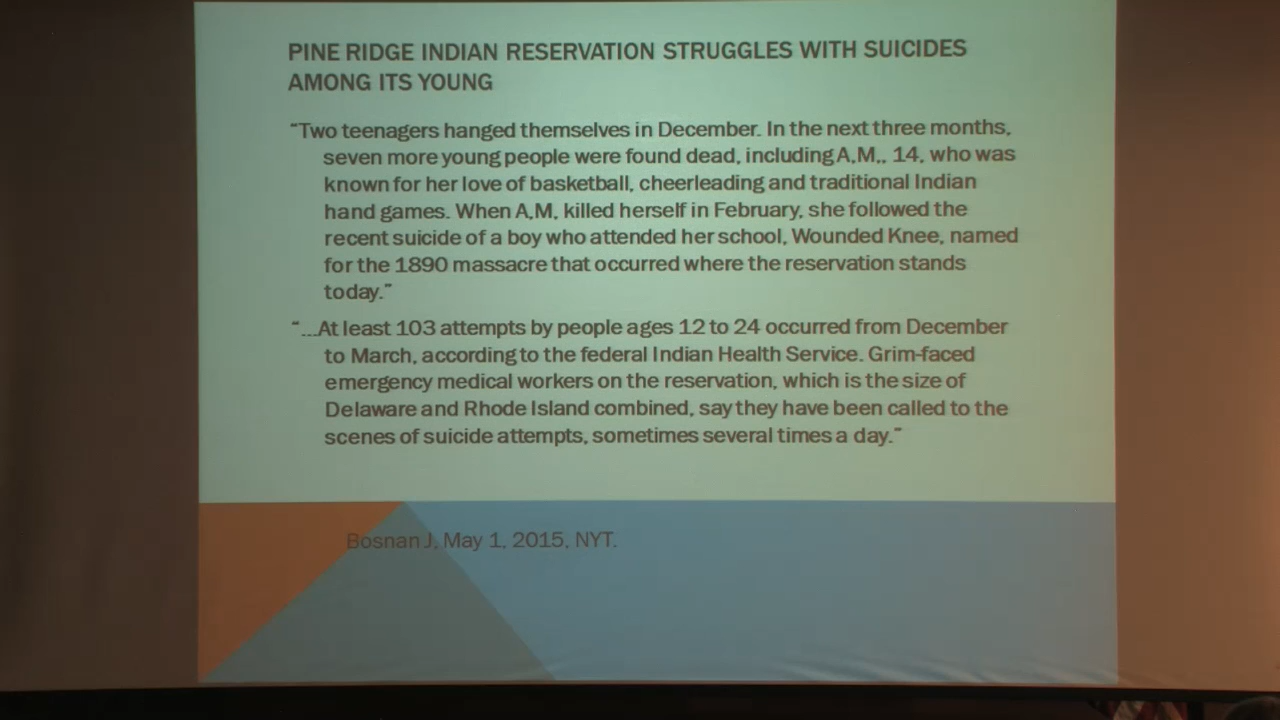 PINE RIDGE INDIAN RESERVATION STRUGGLES WITH SUICIDES
AMONG ITS YOUNG
“Two teenagers hanged themselves in December. In the next three months,
seven more young people were found dead, including A.M,. 14, who was
known for her love of basketball, cheerleading and traditional Indian
hand games. When A.M. killed herself in February, she followed the
recent suicide of a boy who attended her school, Wounded Knee, named
for the 1890 massacre that occurred where the reservation stands
today.”
“...At least 103 attempts by people ages 12 to 24 occurred from December
to March, according to the federal Indian Health Service. Grim-faced
emergency medical workers on the reservation, which is the size of
Delaware and Rhode Island combined, say they have been called to the
scenes of suicide attempts, sometimes several times a day.”
Bosnan J, May 1, 2015, NYT.